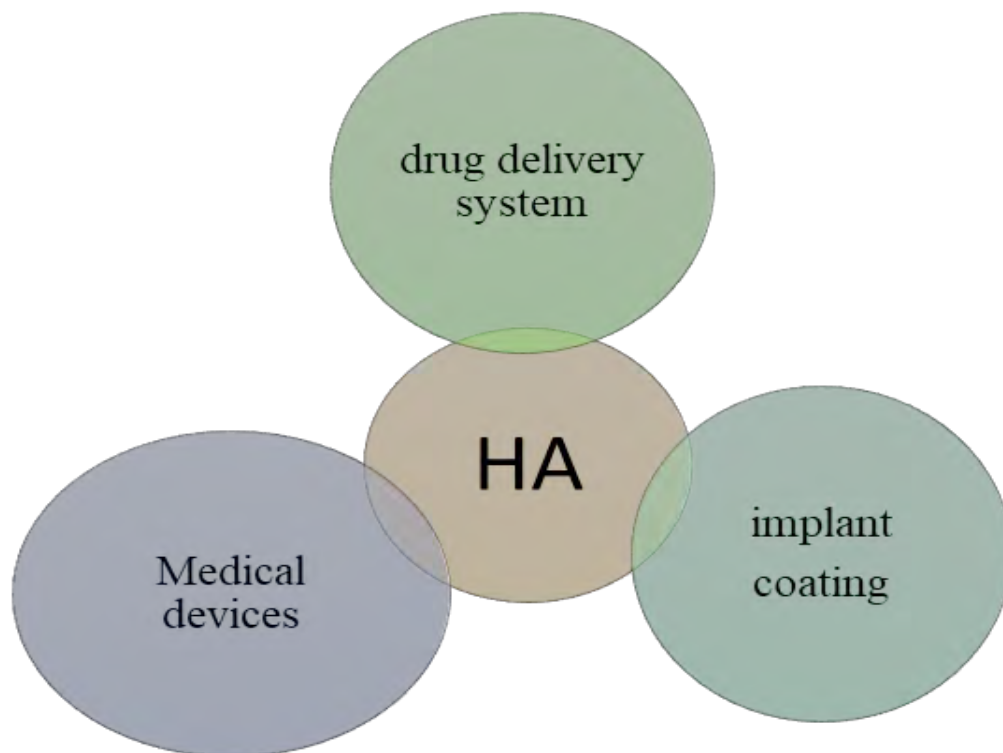 drug delivery
system
HA
implant
coating
Medical
devices